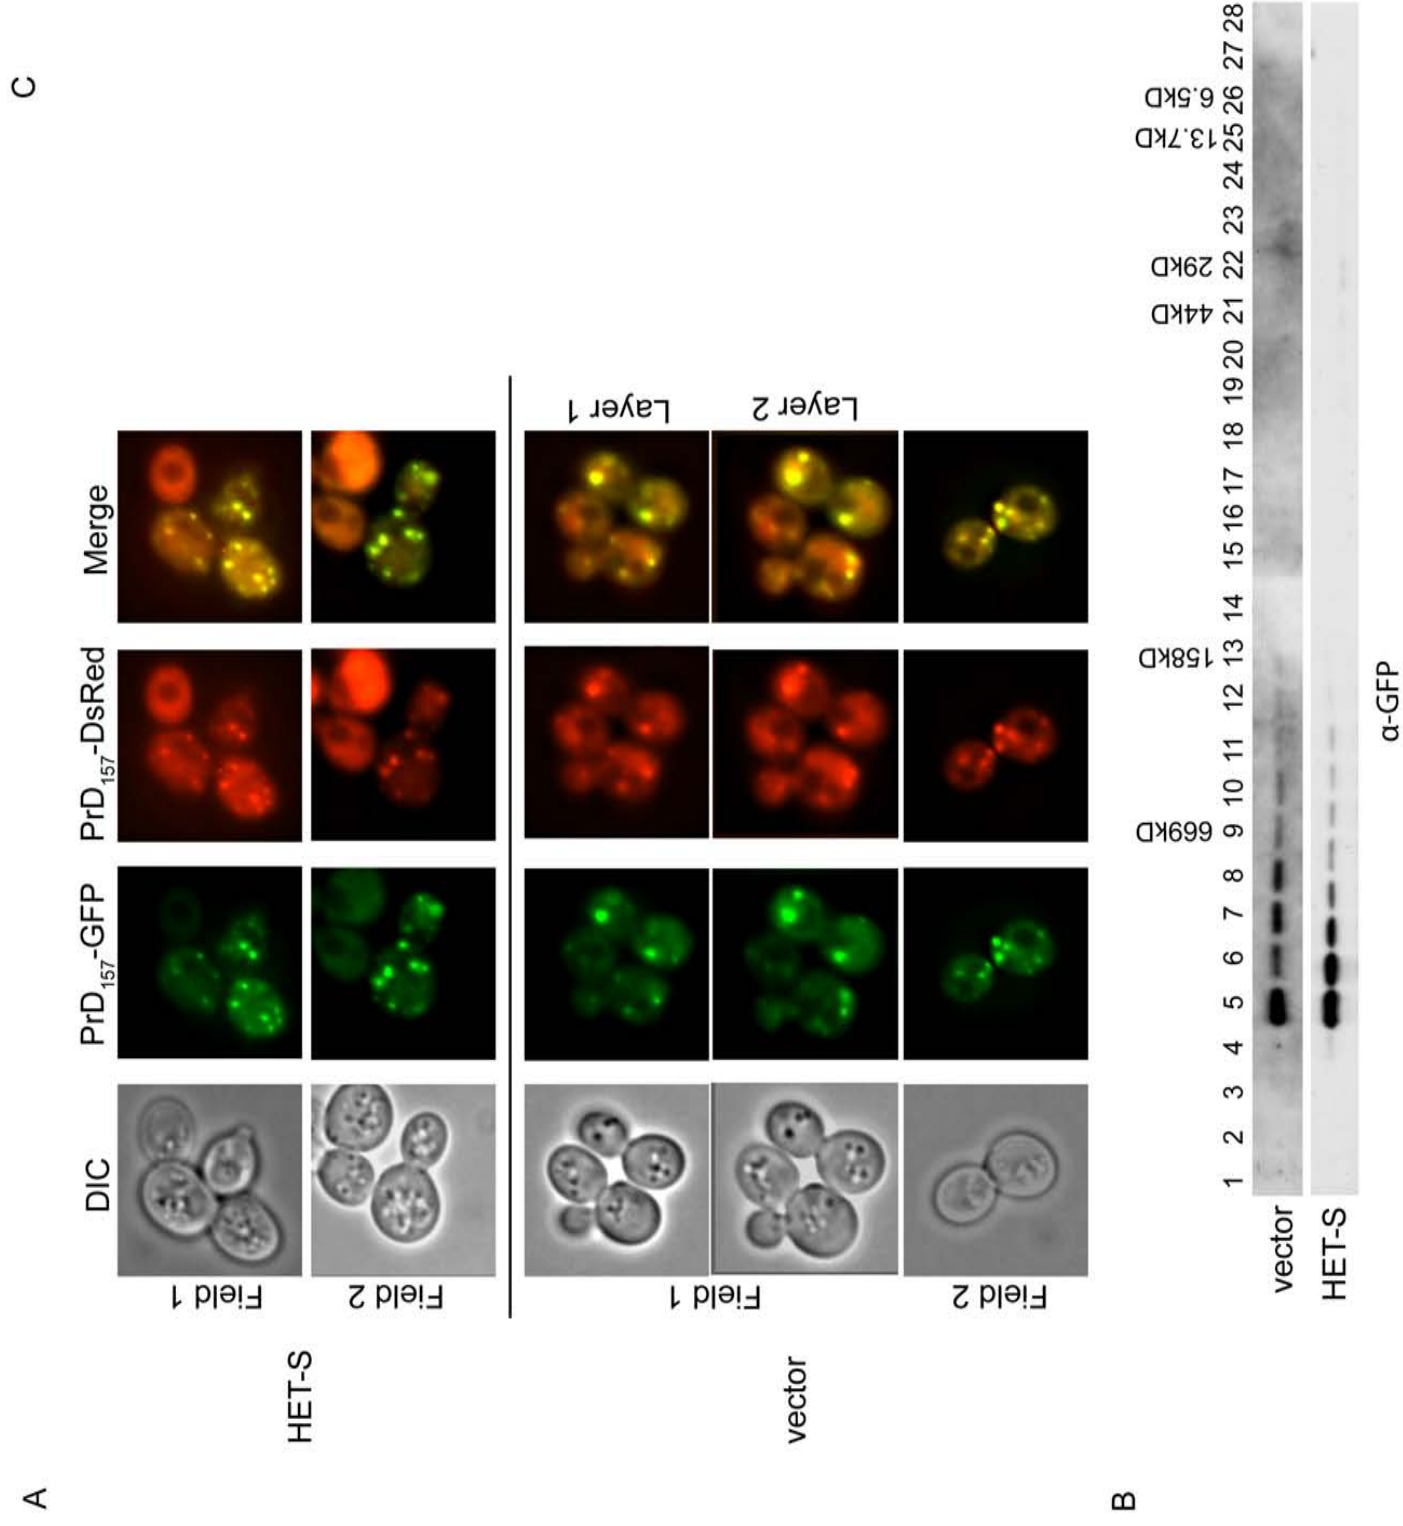 A
C
DIC
PrD157-GFP
PrD157-DsRed
Merge
HET-S
Field 1
Field 2
vector
Field 1
Layer 1
Layer 2
Field 2
B
669kD
158kD
44kD
29kD
13.7kD
6.5kD
1 2 3 4 5 6 7 8 9 10 11 12 13 14 15 16 17 18 19 20 21 22 23 24 25 26 27 28
vector
HET-S
α-GFP